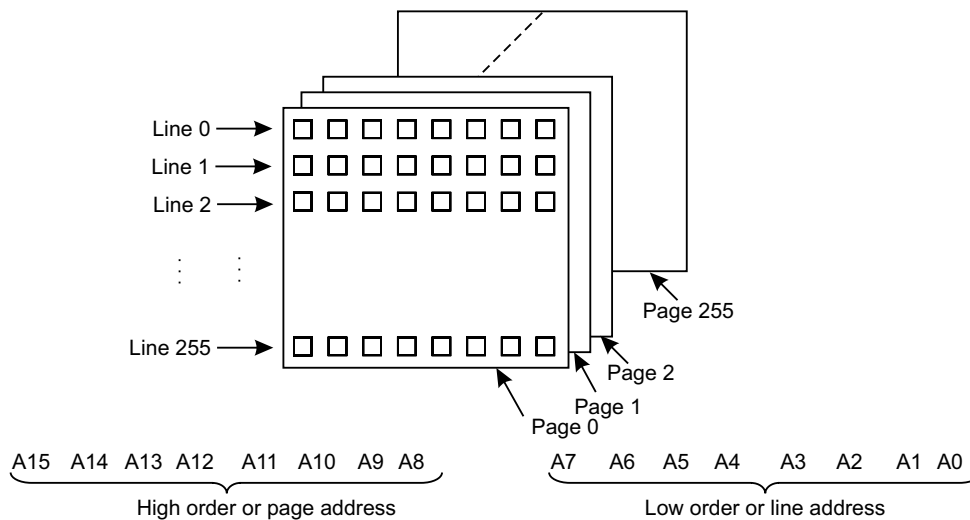 Line 0
Line 1
Line 2
Line 255
Page 255
Page 2
Page 1
Page 0
A15 A14 A13 A12 A11 A10 A9 A8 A7 A6 A5 A4 A3 A2 A1 A0
High order or page address Low order or line address